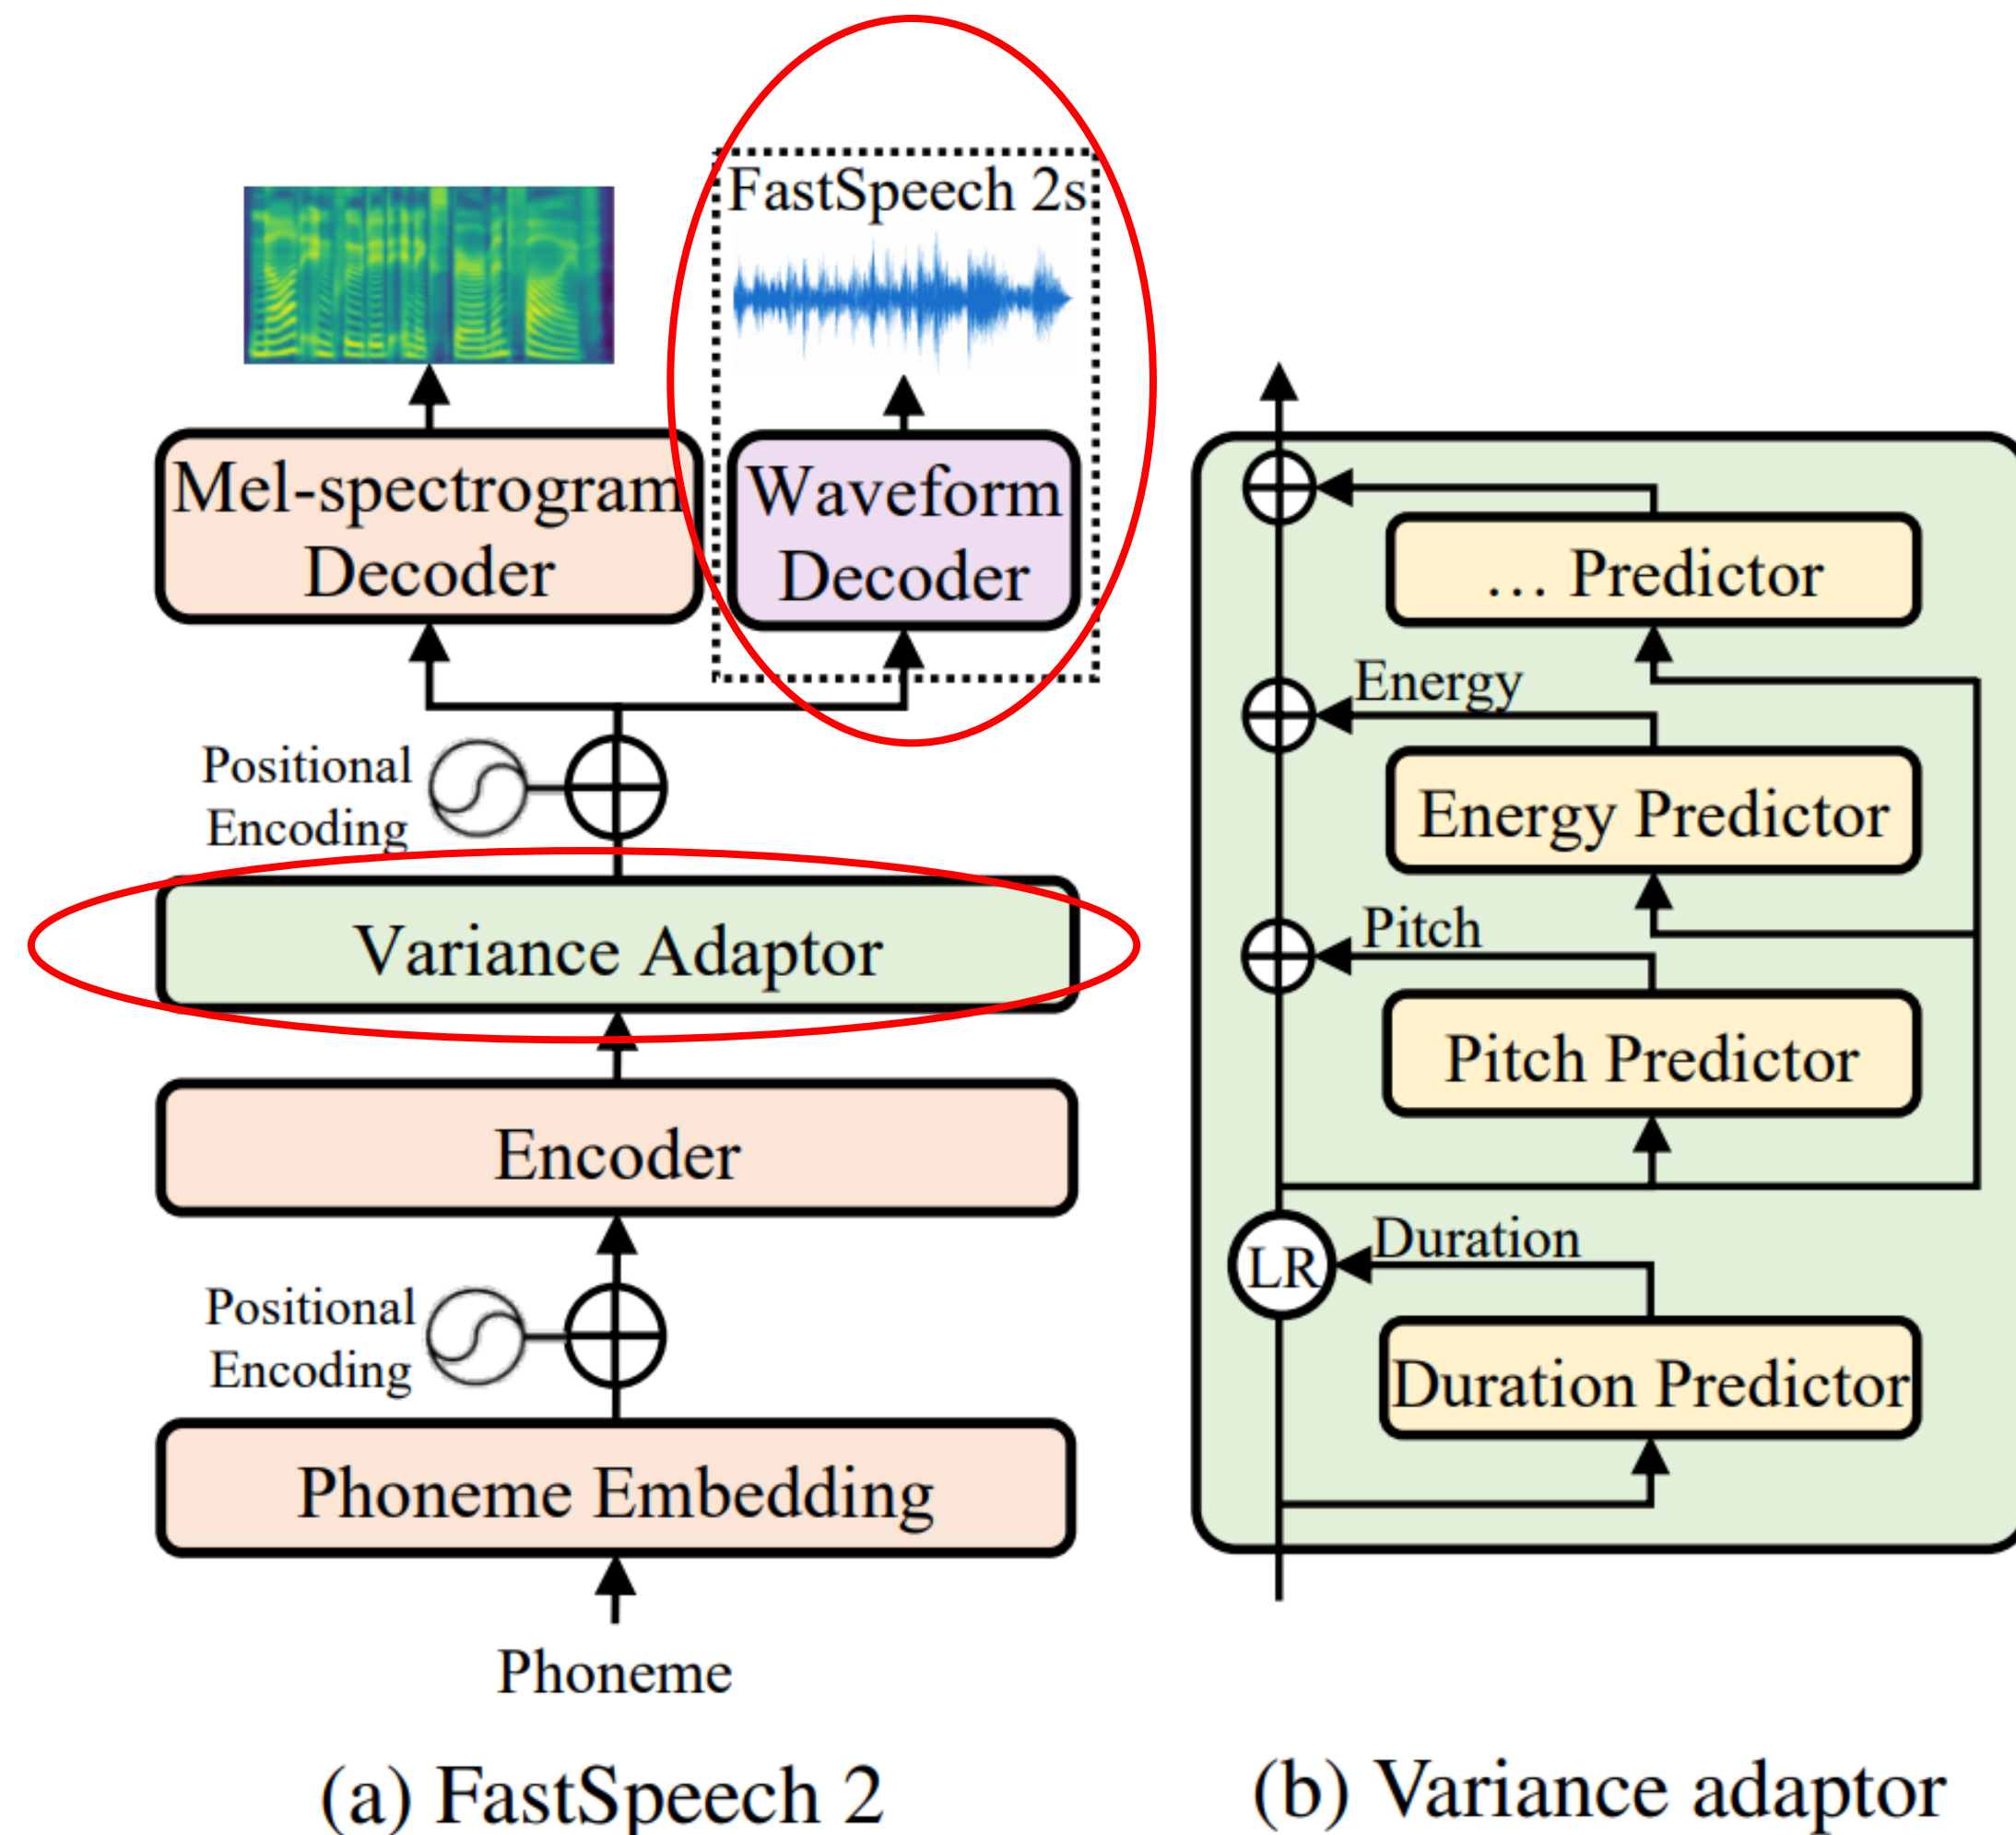 FastSpeech 2s
Mel-spectrogram
Decoder
Waveform
Decoder
Positional
Encoding
Variance Adaptor
Encoder
Positional
Encoding
Phoneme Embedding
Phoneme
(a) FastSpeech 2
… Predictor
Energy
Energy Predictor
Pitch
Pitch Predictor
LR
Duration
Duration Predictor
(b) Variance adaptor